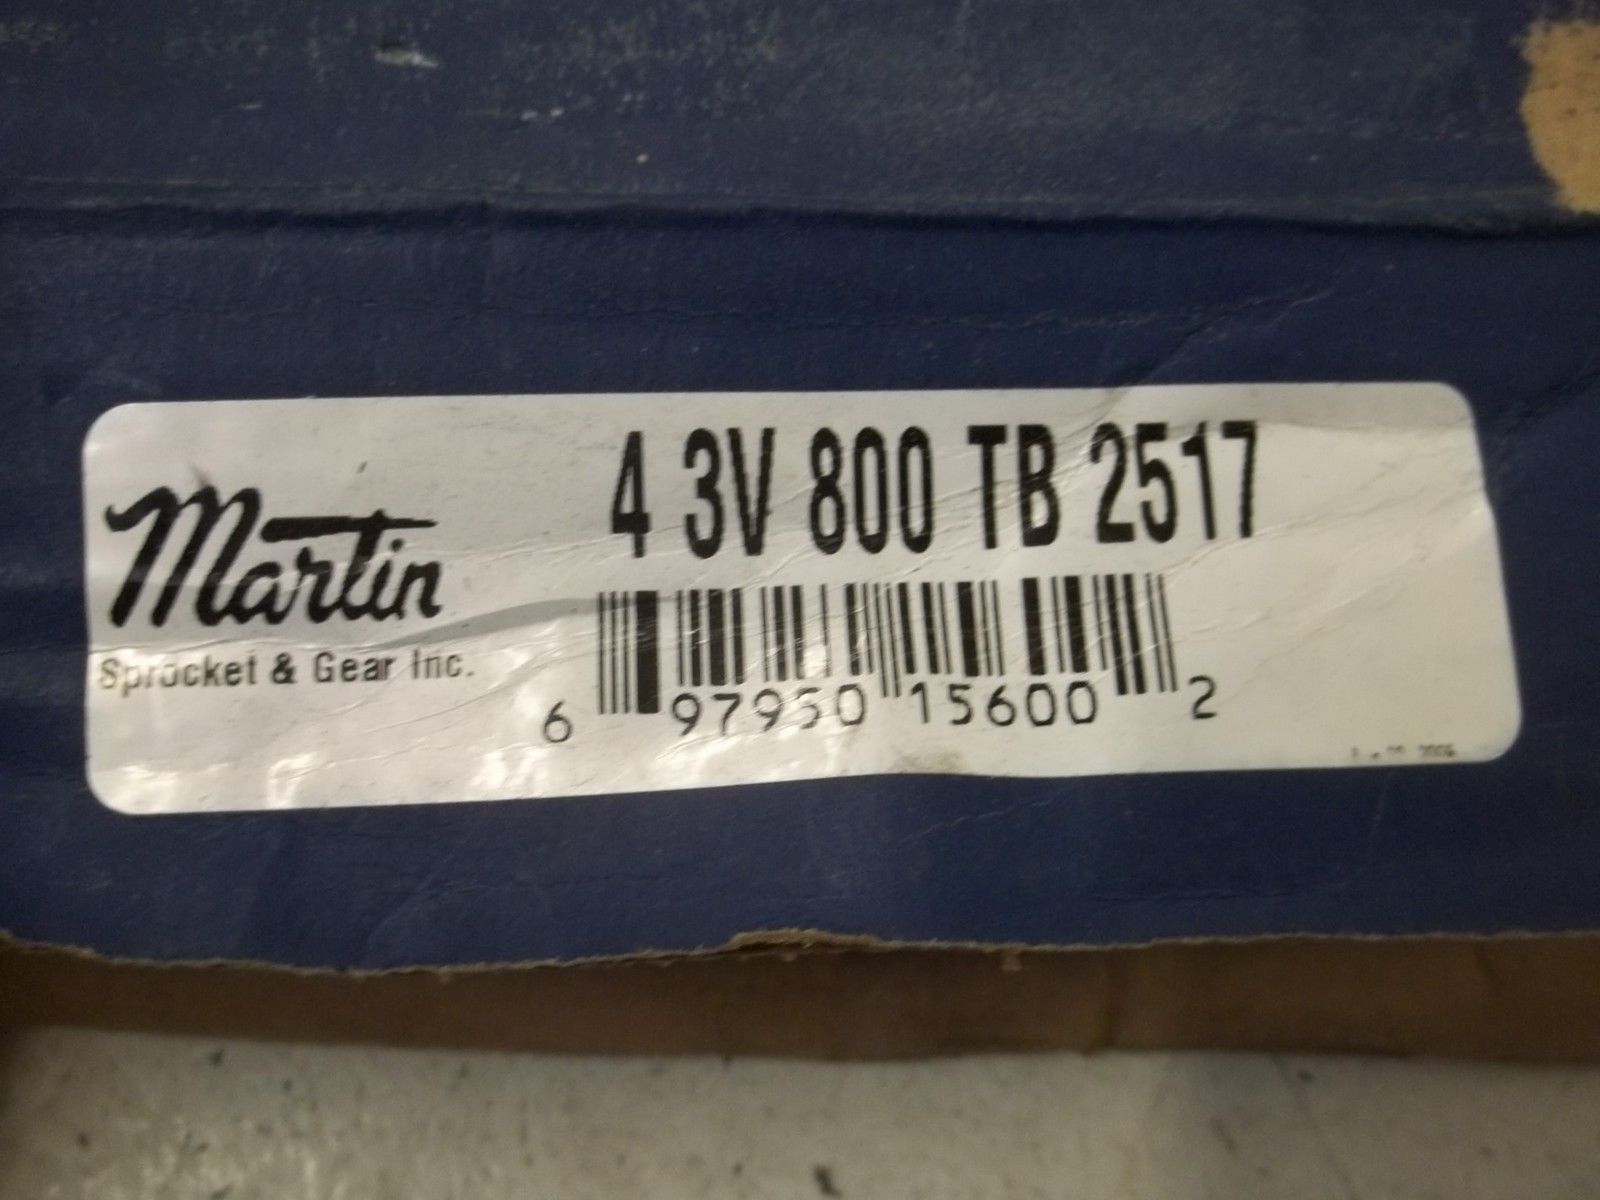 4 3V 800 TB 2517
Martin
Sprocket & Gear Inc.
6 97950 15600 2